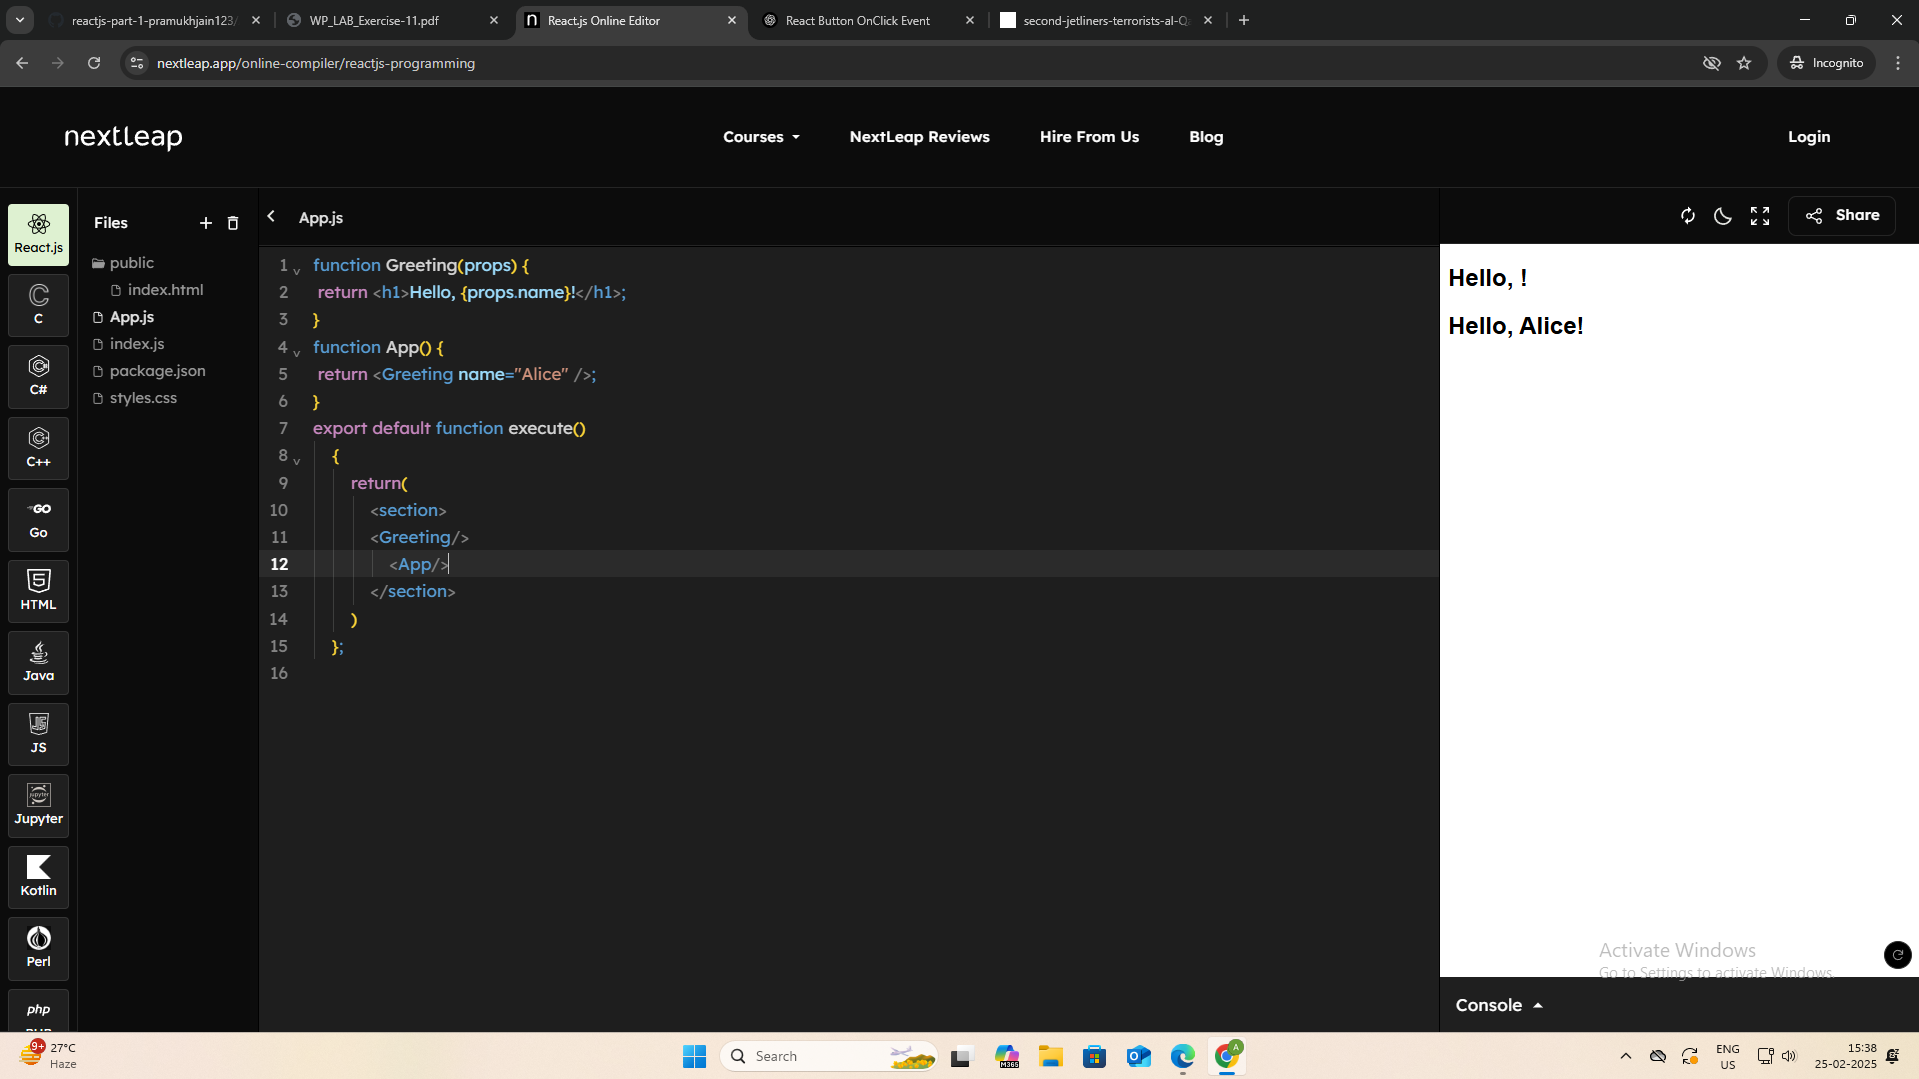 reactjs-part-1-pramukhjain123/
WP_LAB_Exercise-11.pdf
React.js Online Editor
React Button OnClick Event
second-jetliners-terrorists-al-Qa
nextleap.app/online-compiler/reactjs-programming
Incognito
nextleap
Courses
NextLeap Reviews
Hire From Us
Blog
Login
React.js
C
C#
C++
GO
Go
HTML
Java
JS
Jupyter
Kotlin
Perl
php
Files
public
index.html
App.js
index.js
package.json
styles.css
App.js
Share
1 function Greeting(props) {
2 return <h1>Hello, {props.name}!</h1>;
3 }
4 function App() {
5 return <Greeting name="Alice" />;
6 }
7 export default function execute()
8 {
9 return(
10 <section>
11 <Greeting/>
12 <App/>
13 </section>
14 )
15 };
16
Hello, !
Hello, Alice!
Activate Windows
Go to Settings to activate Windows.
Console
9+
27°C
Haze
Search
M365
A
ENG
US
15:38
25-02-2025